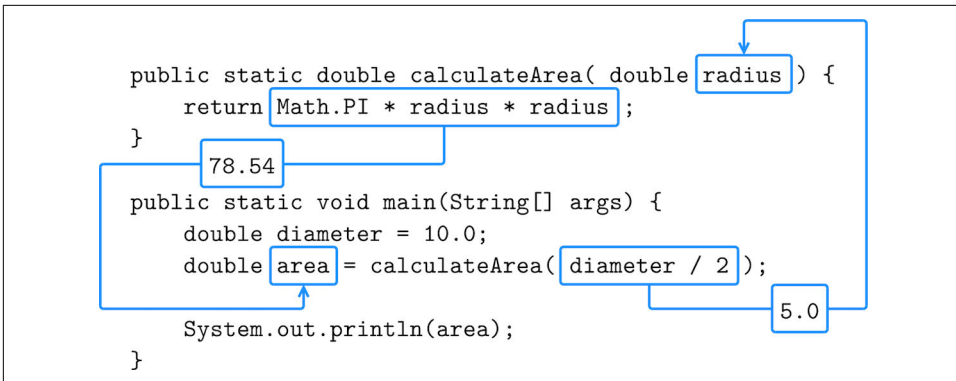 public static double calculateArea( double radius ) {
    return Math.PI * radius * radius ;
}
78.54
public static void main(String[] args) {
    double diameter = 10.0;
    double area = calculateArea( diameter / 2 );
5.0
    System.out.println(area);
}